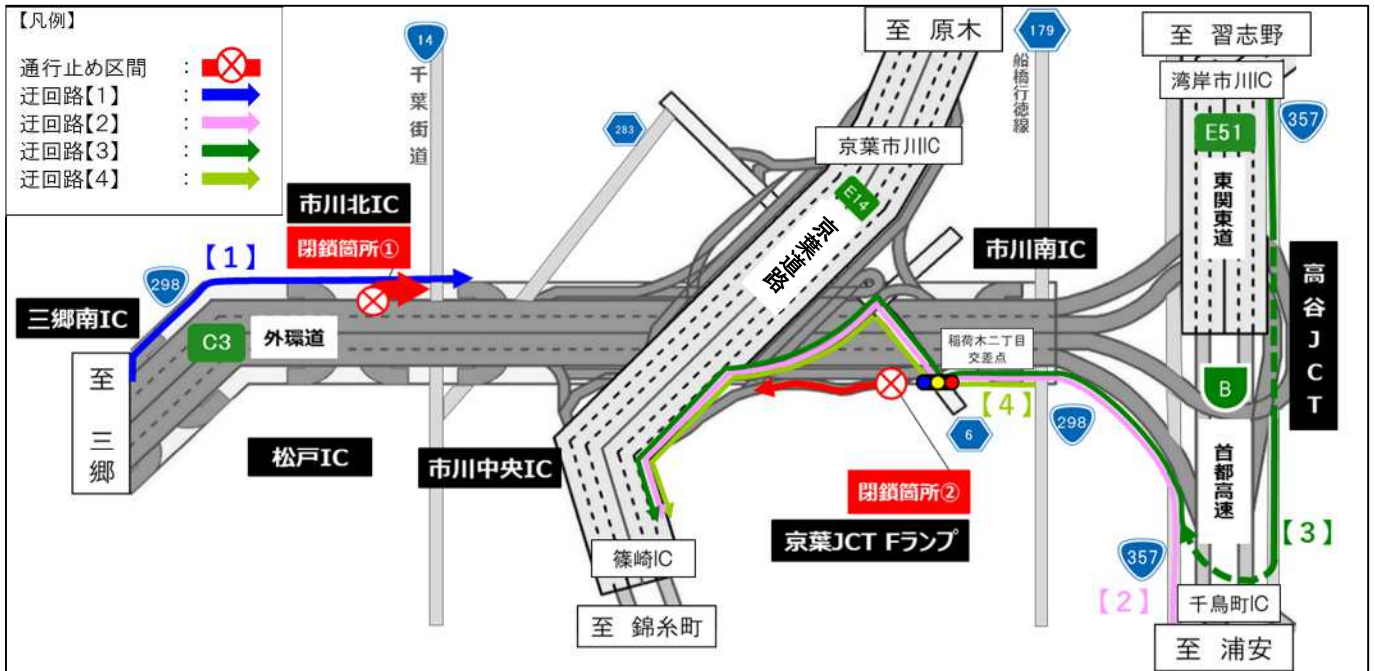 【凡例】
通行止め区間 :
迂回路【1】 :
迂回路【2】 :
迂回路【3】 :
迂回路【4】 :
14
千葉街道
283
至 原木
京葉市川IC
E14
京葉道路
179
船橋行徳線
至 習志野
湾岸市川IC
357
E51
東関東道
高谷JCT
市川北IC
閉鎖箇所①
【1】
298
三郷南IC
C3
外環道
至 三郷
松戸IC
市川中央IC
市川南IC
稲荷木二丁目
交差点
【4】
6
298
閉鎖箇所②
京葉JCT Fランプ
B
首都高速
【3】
357
【2】
千鳥町IC
至 浦安
篠崎IC
至 錦糸町